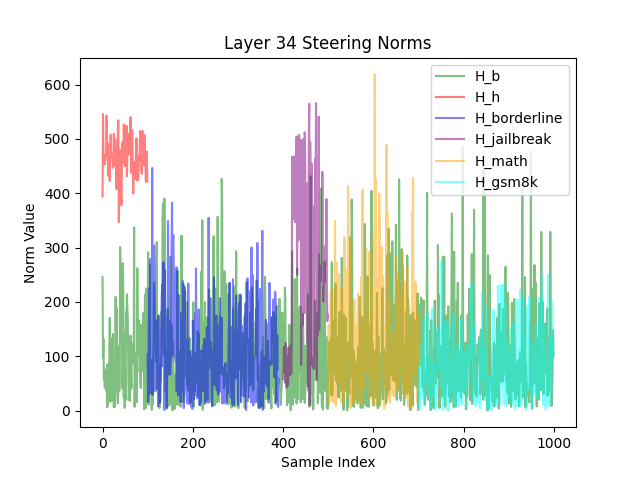 Layer 34 Steering Norms
Norm Value
600
500
400
300
200
100
0
H_b
H_h
H_borderline
H_jailbreak
H_math
H_gsm8k
0
200
400
600
800
1000
Sample Index